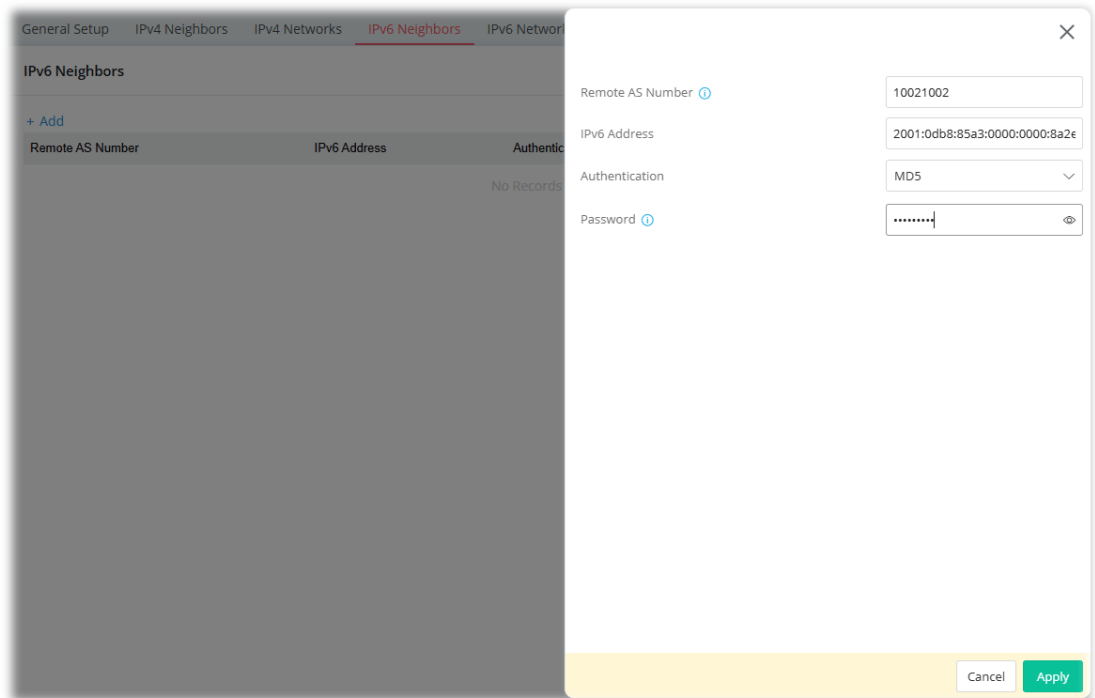 General Setup IPv4 Neighbors IPv4 Networks IPv6 Neighbors IPv6 Network
IPv6 Neighbors
+ Add
Remote AS Number IPv6 Address Authentic
No Records
Remote AS Number 10021002
IPv6 Address 2001:0db8:85a3:0000:0000:8a2e
Authentication MD5
Password •••••••••
Cancel Apply